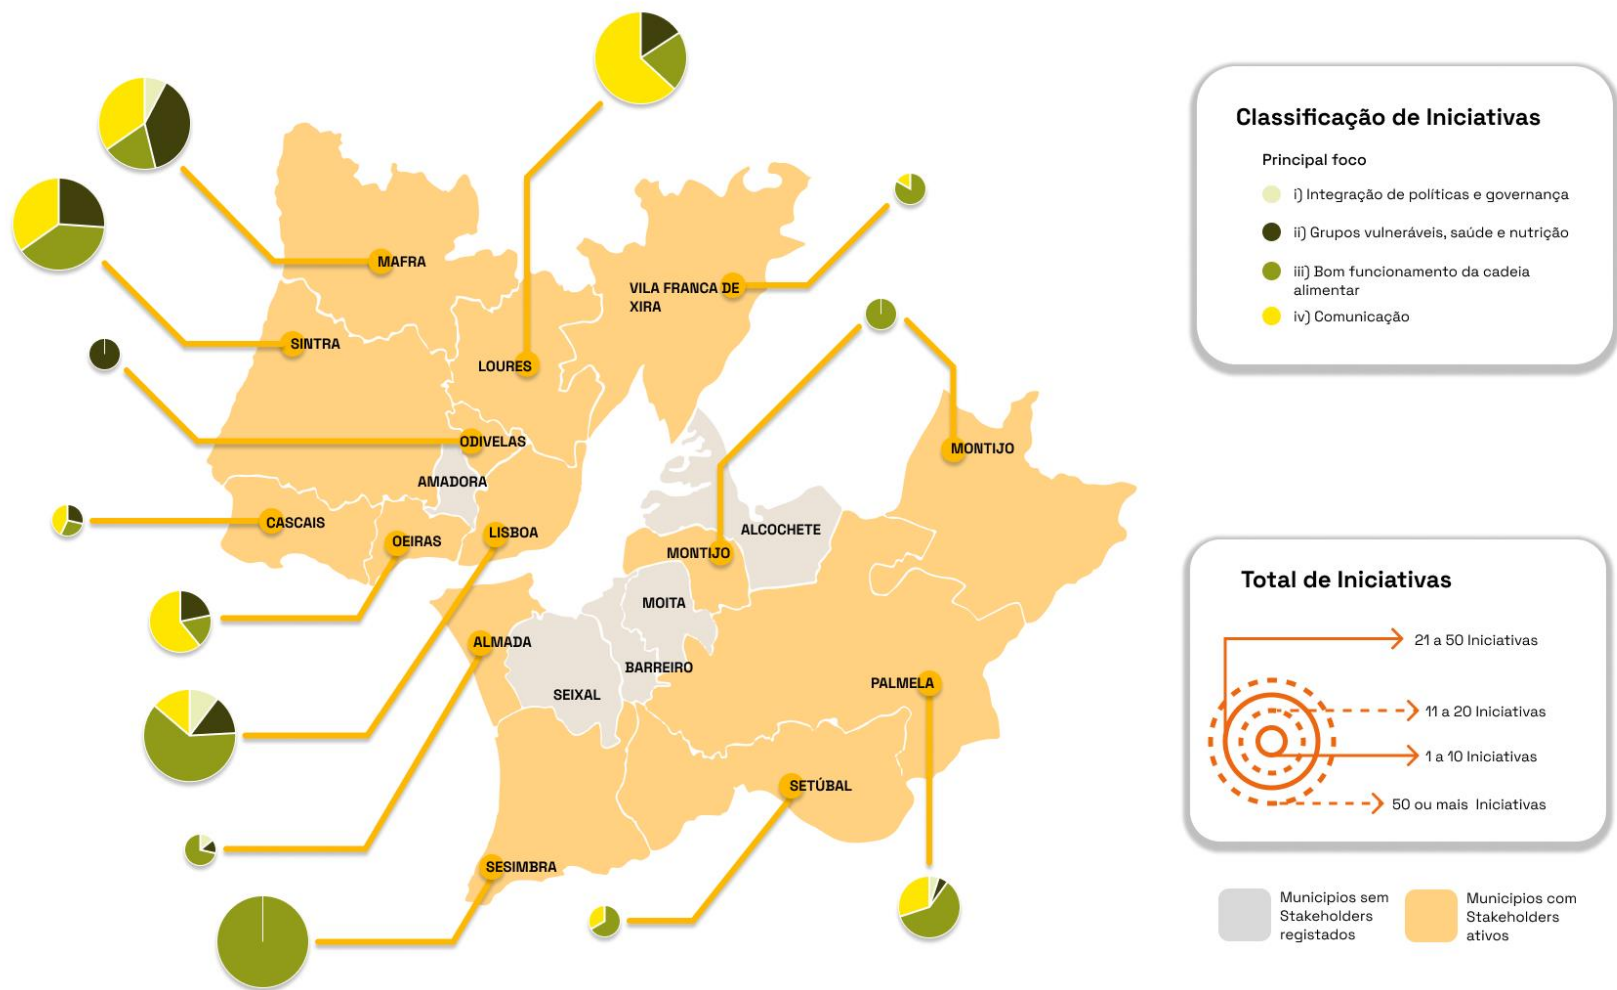 MAFRA
VILA FRANCA DE
XIRA
SINTRA
LOURES
ODIVELAS
MONTIJO
AMADORA
CASCAIS
LISBOA
OEIRAS
ALCOCHETE
MONTIJO
MOITA
ALMADA
BARREIRO
PALMELA
SEIXAL
SETÚBAL
SESIMBRA
Classificação de Iniciativas
Principal foco
i) Integração de políticas e governança
ii) Grupos vulneráveis, saúde e nutrição
iii) Bom funcionamento da cadeia
alimentar
iv) Comunicação
Total de Iniciativas
21 a 50 Iniciativas
11 a 20 Iniciativas
1 a 10 Iniciativas
50 ou mais Iniciativas
Municipios sem
Stakeholders
registados
Municipios com
Stakeholders
ativos